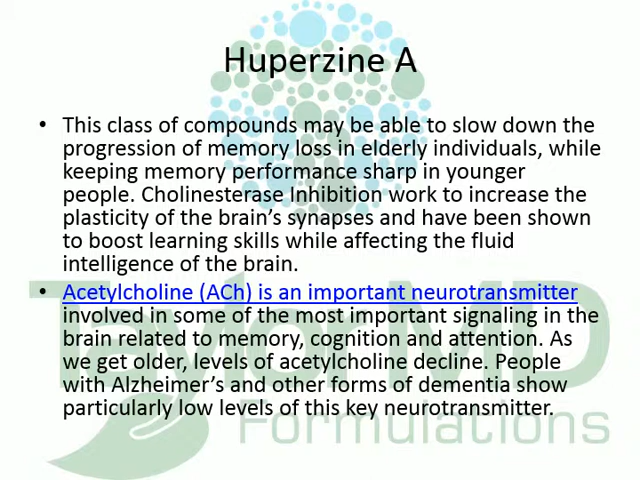 Huperzine A
• This class of compounds may be able to slow down the
progression of memory loss in elderly individuals, while
keeping memory performance sharp in younger
people. Cholinesterase Inhibition work to increase the
plasticity of the brain's synapses and have been shown
to boost learning skills while affecting the fluid
intelligence of the brain.
• Acetylcholine (ACh) is an important neurotransmitter
involved in some of the most important signaling in the
brain related to memory, cognition and attention. As
we get older, levels of acetylcholine decline. People
with Alzheimer's and other forms of dementia show
particularly low levels of this key neurotransmitter.
TaylorMD
Formulations